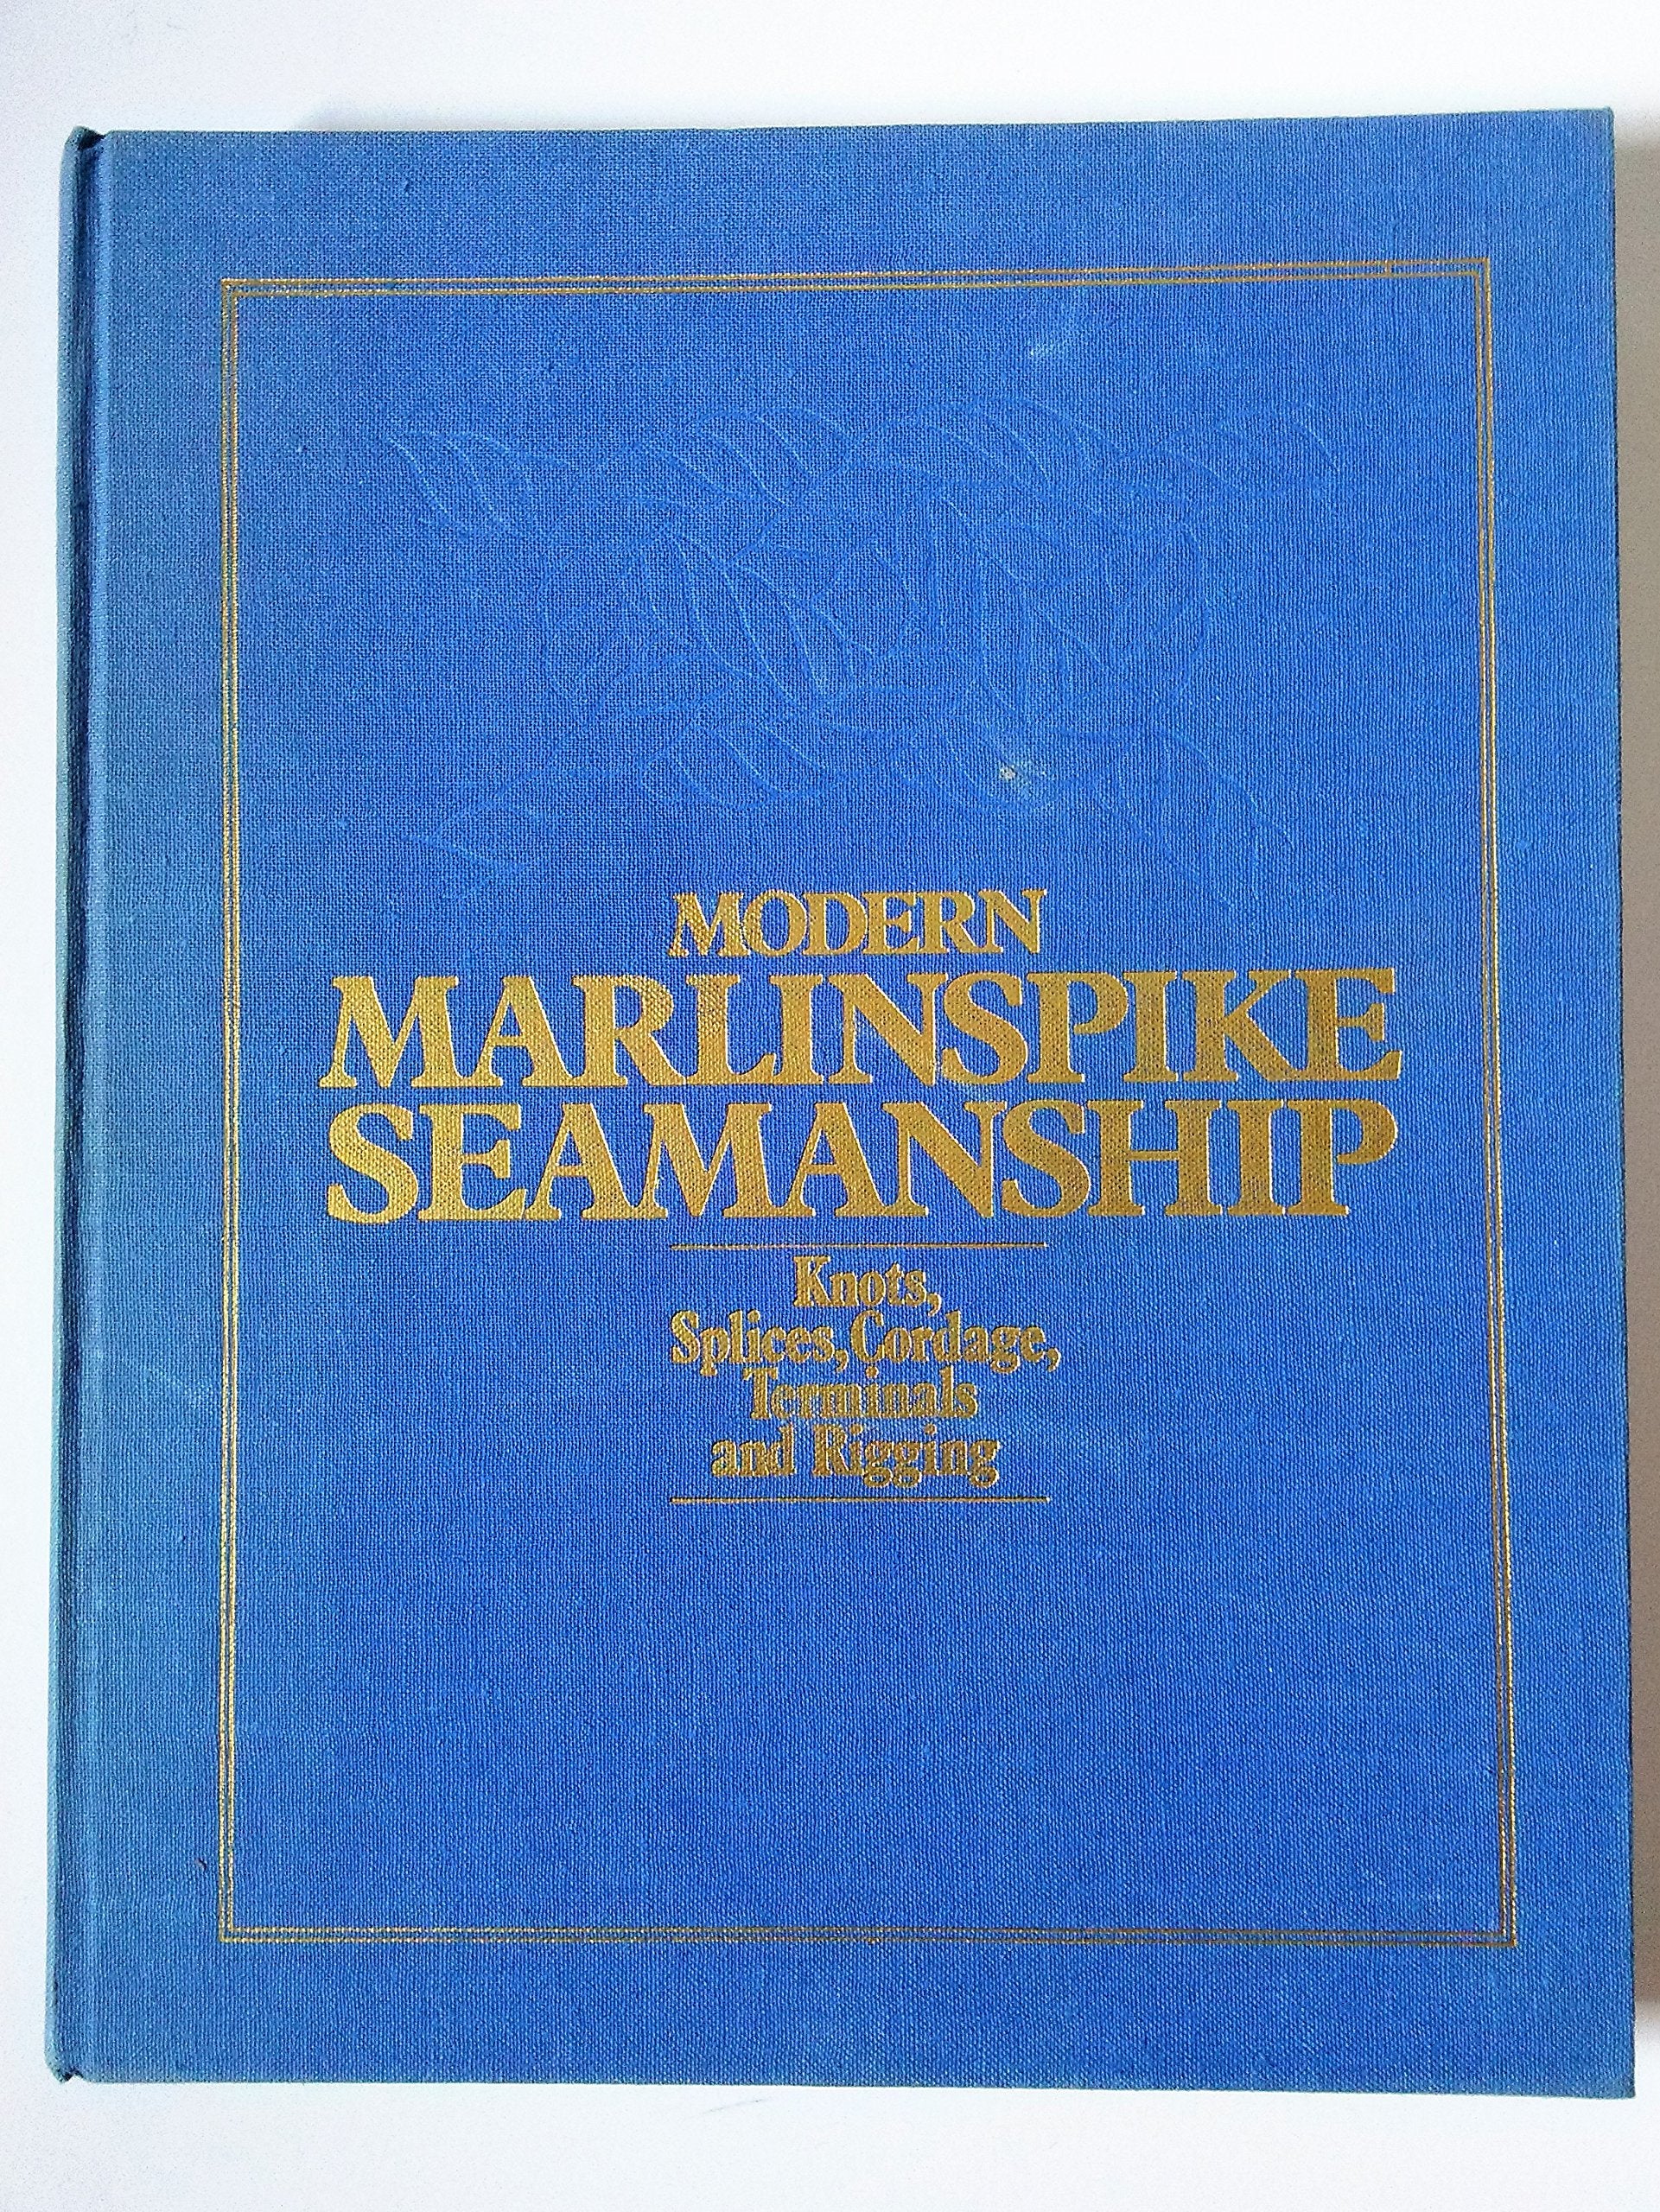 MODERN
MARLINSPIKE
SEAMANSHIP
Knots,
Splices, Cordage,
Terminals
and Rigging